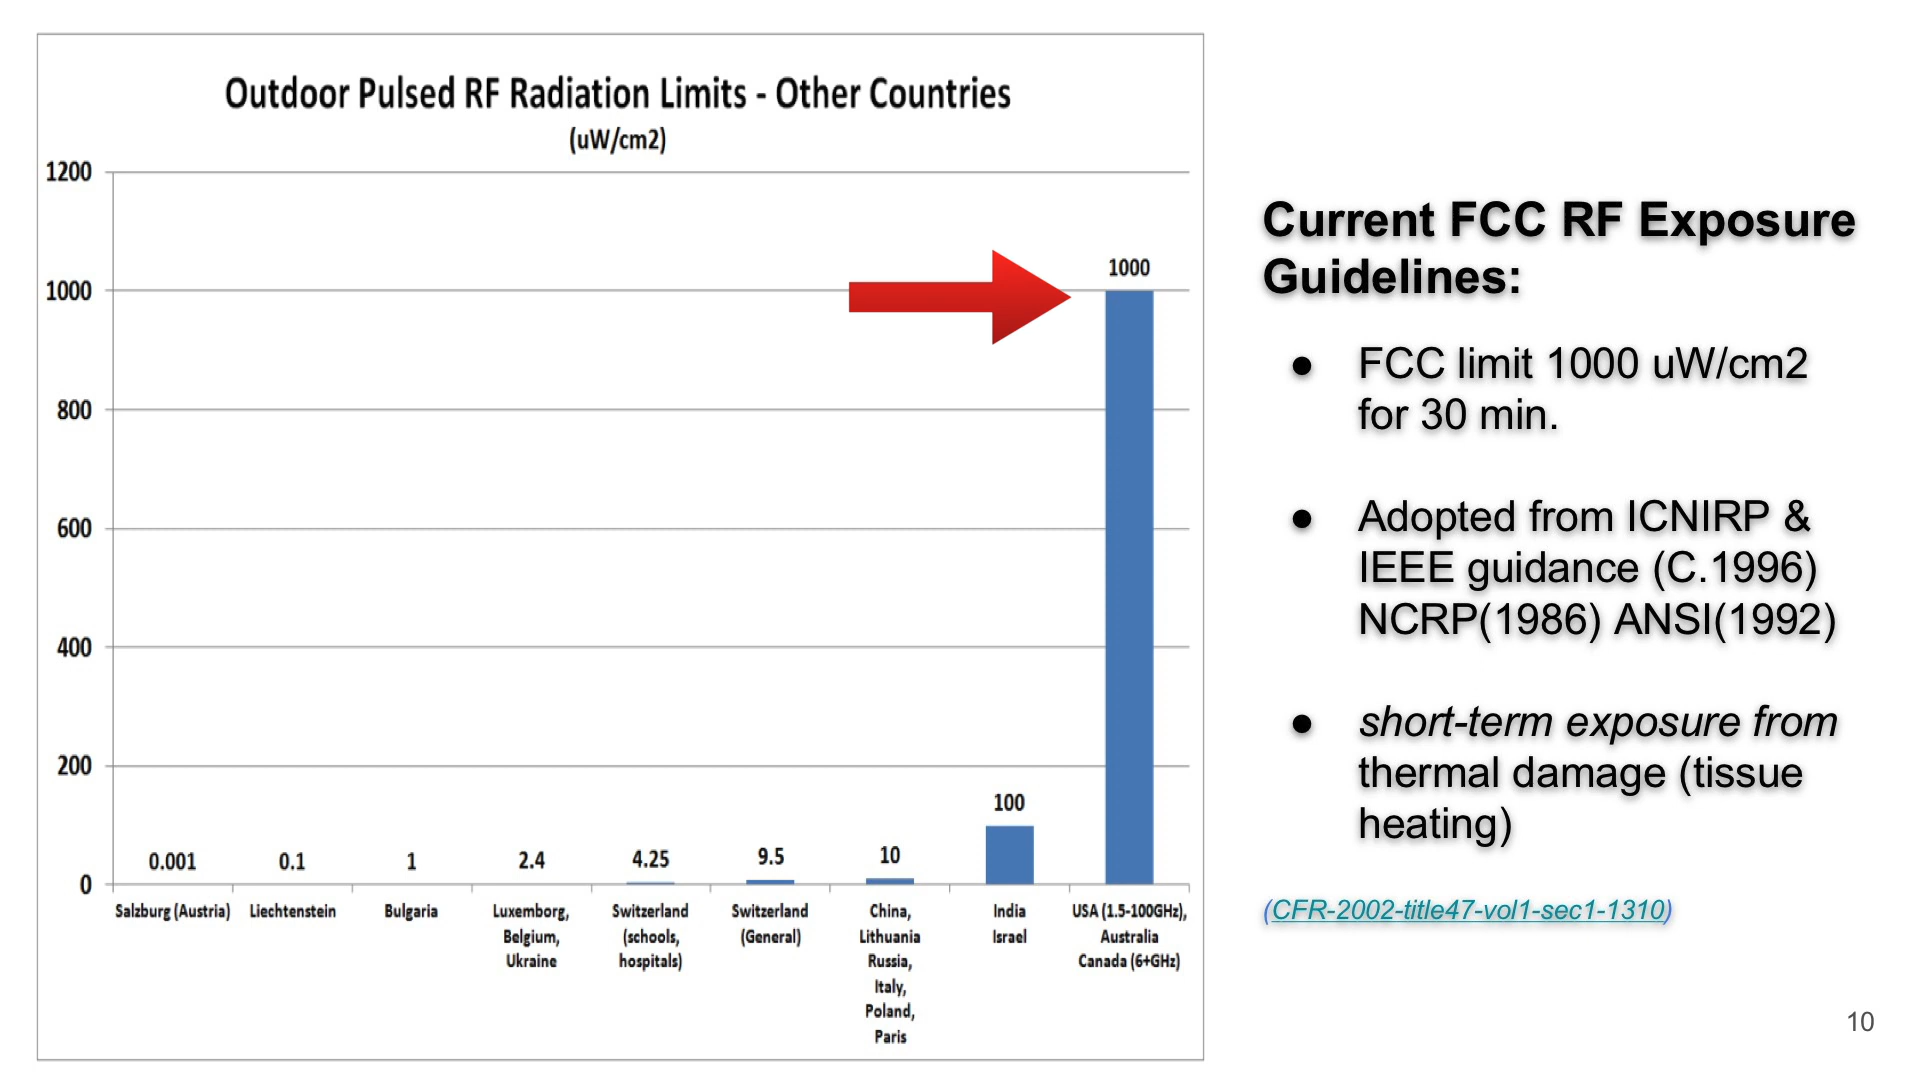 Outdoor Pulsed RF Radiation Limits - Other Countries
(uW/cm2)
1200
1000
800
600
400
200
0
0.001
0.1
1
2.4
4.25
9.5
10
100
1000
Salzburg (Austria)
Liechtenstein
Bulgaria
Luxemborg,
Belgium,
Ukraine
Switzerland
(schools,
hospitals)
Switzerland
(General)
China,
Lithuania
Russia,
Italy,
Poland,
Paris
India
Israel
USA (1.5-100GHz),
Australia
Canada (6+GHz)
Current FCC RF Exposure
Guidelines:
● FCC limit 1000 uW/cm2
for 30 min.
● Adopted from ICNIRP &
IEEE guidance (C.1996)
NCRP(1986) ANSI(1992)
● short-term exposure from
thermal damage (tissue
heating)
(CFR-2002-title47-vol1-sec1-1310)
10